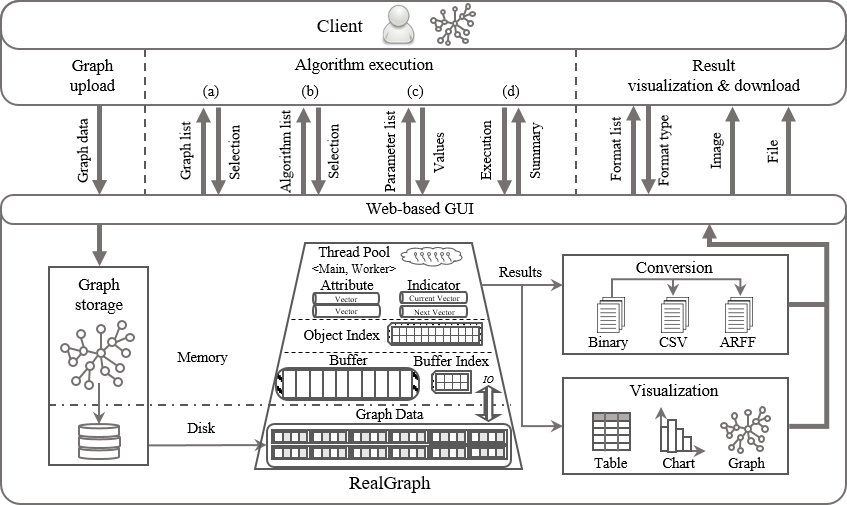 Client
Graph
upload
Algorithm execution
Result
visualization & download
(a)
(b)
(c)
(d)
Graph data
Graph list
Selection
Algorithm list
Selection
Parameter list
Values
Execution
Summary
Format list
Format type
Image
File
Web-based GUI
Graph
storage
Memory
Disk
Thread Pool
<Main, Worker>
Attribute
Vector
Vector
Indicator
Current Vector
Next Vector
Object Index
Buffer
Buffer Index
IO
Graph Data
RealGraph
Results
Conversion
Binary
CSV
ARFF
Visualization
Table
Chart
Graph